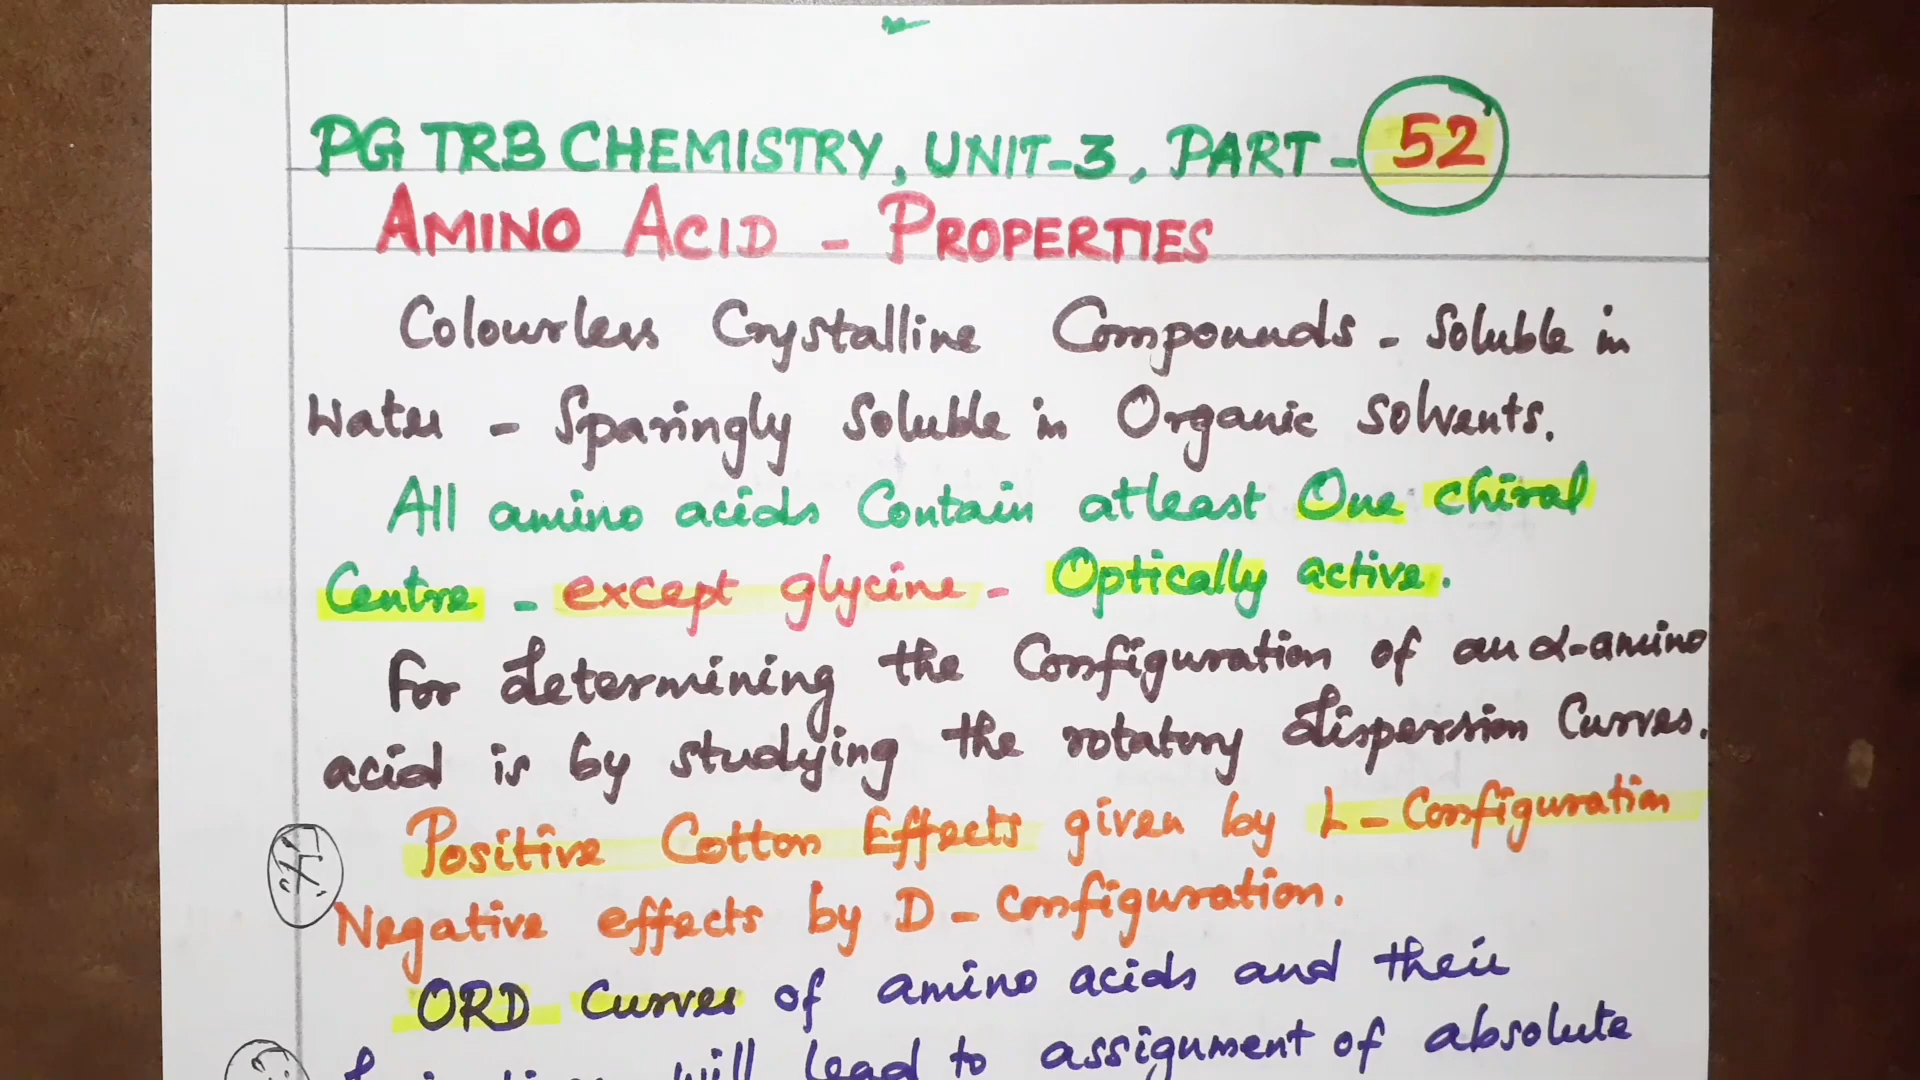 PG TRB CHEMISTRY, UNIT-3, PART - 52
AMINO ACID - PROPERTIES
Colourless Crystalline Compounds - Soluble in
Water - Sparingly Soluble in Organic Solvents.
All amino acids Contain atleast One chiral
Centre - except glycine - Optically active.
For determining the Configuration of an α-amino
acid is by studying the rotatory dispersion Curves.
Positive Cotton Effects given by L-Configuration
Negative effects by D-Configuration.
ORD Curves of amino acids and their
will lead to assignment of absolute